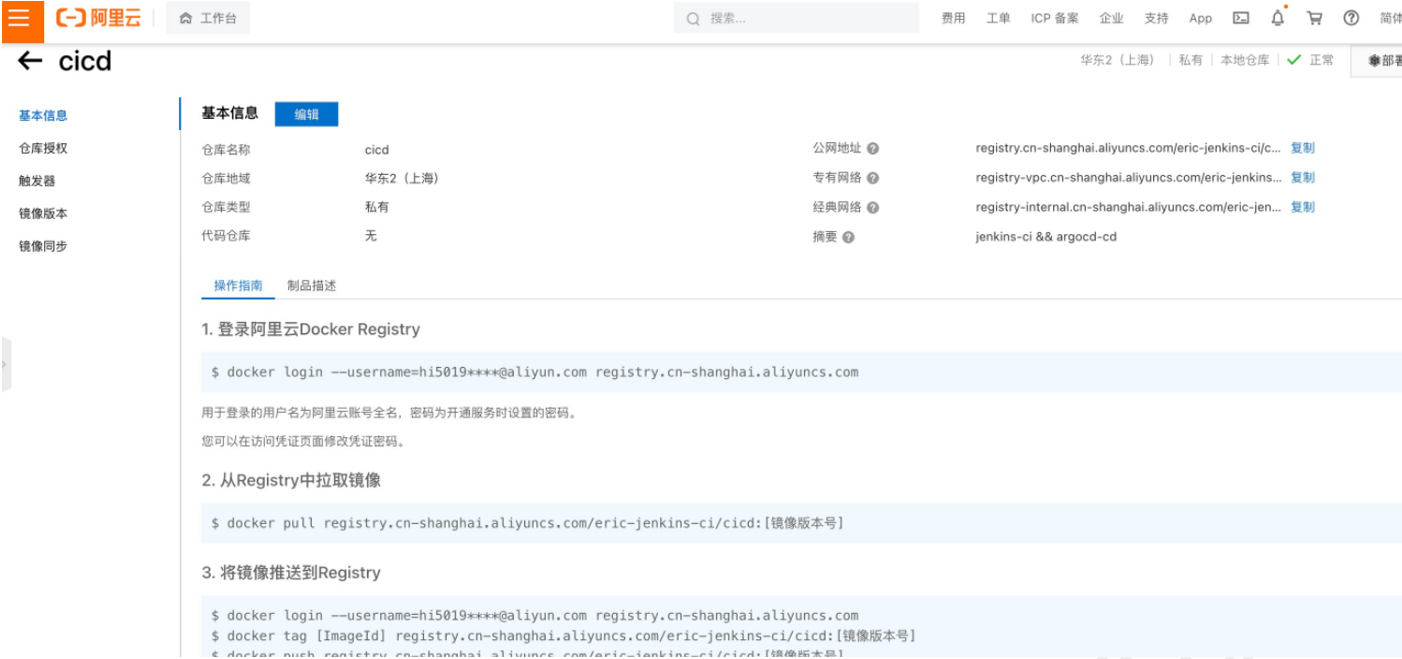 阿里云 工作台 搜索... 费用 工单 ICP 备案 企业 支持 App 简体
cicd 华东2（上海） 私有 本地仓库 正常
基本信息
仓库授权
触发器
镜像版本
镜像同步
基本信息 编辑
仓库名称 cicd 公网地址 registry.cn-shanghai.aliyuncs.com/eric-jenkins-ci/c... 复制
仓库地域 华东2（上海） 专有网络 registry-vpc.cn-shanghai.aliyuncs.com/eric-jenkins... 复制
仓库类型 私有 经典网络 registry-internal.cn-shanghai.aliyuncs.com/eric-jen... 复制
代码仓库 无 摘要 jenkins-ci && argocd-cd
操作指南 制品描述
1. 登录阿里云Docker Registry
$ docker login --username=hi5019****@aliyun.com registry.cn-shanghai.aliyuncs.com
用于登录的用户名为阿里云账号全名，密码为开通服务时设置的密码。
您可以在访问凭证页面修改凭证密码。
2. 从Registry中拉取镜像
$ docker pull registry.cn-shanghai.aliyuncs.com/eric-jenkins-ci/cicd:[镜像版本号]
3. 将镜像推送到Registry
$ docker login --username=hi5019****@aliyun.com registry.cn-shanghai.aliyuncs.com
$ docker tag [ImageId] registry.cn-shanghai.aliyuncs.com/eric-jenkins-ci/cicd:[镜像版本号]
$ docker push registry.cn-shanghai.aliyuncs.com/eric-jenkins-ci/cicd:[镜像版本号]